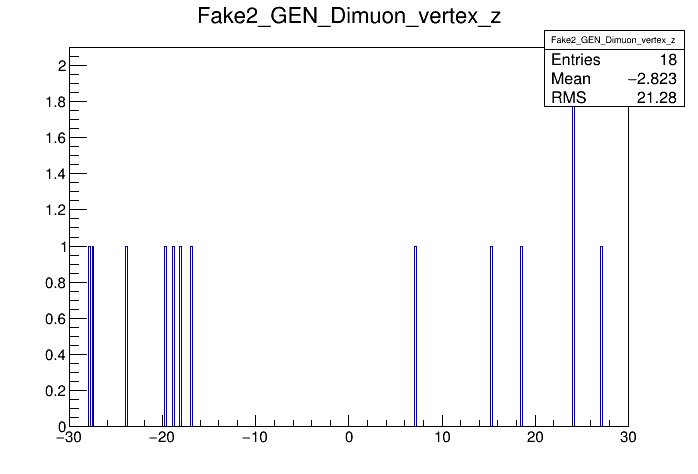 Fake2_GEN_Dimuon_vertex_z
Fake2_GEN_Dimuon_vertex_z
Entries 18
Mean −2.823
RMS 21.28
2
1.8
1.6
1.4
1.2
1
0.8
0.6
0.4
0.2
0
−30 −20 −10 0 10 20 30